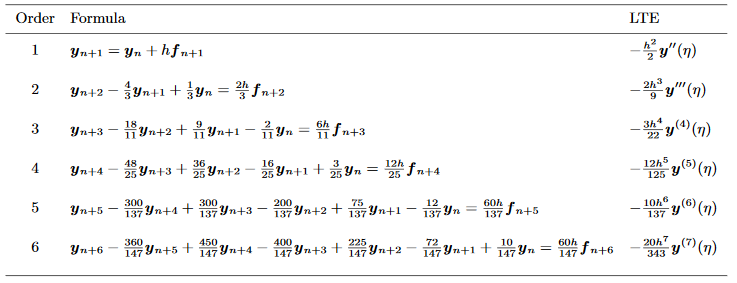 Order Formula LTE
1 $\boldsymbol{y}_{n+1} = \boldsymbol{y}_n + h\boldsymbol{f}_{n+1}$ $-\frac{h^2}{2}\boldsymbol{y}''(\eta)$
2 $\boldsymbol{y}_{n+2} - \frac{4}{3}\boldsymbol{y}_{n+1} + \frac{1}{3}\boldsymbol{y}_n = \frac{2h}{3}\boldsymbol{f}_{n+2}$ $-\frac{2h^3}{9}\boldsymbol{y}'''(\eta)$
3 $\boldsymbol{y}_{n+3} - \frac{18}{11}\boldsymbol{y}_{n+2} + \frac{9}{11}\boldsymbol{y}_{n+1} - \frac{2}{11}\boldsymbol{y}_n = \frac{6h}{11}\boldsymbol{f}_{n+3}$ $-\frac{3h^4}{22}\boldsymbol{y}^{(4)}(\eta)$
4 $\boldsymbol{y}_{n+4} - \frac{48}{25}\boldsymbol{y}_{n+3} + \frac{36}{25}\boldsymbol{y}_{n+2} - \frac{16}{25}\boldsymbol{y}_{n+1} + \frac{3}{25}\boldsymbol{y}_n = \frac{12h}{25}\boldsymbol{f}_{n+4}$ $-\frac{12h^5}{125}\boldsymbol{y}^{(5)}(\eta)$
5 $\boldsymbol{y}_{n+5} - \frac{300}{137}\boldsymbol{y}_{n+4} + \frac{300}{137}\boldsymbol{y}_{n+3} - \frac{200}{137}\boldsymbol{y}_{n+2} + \frac{75}{137}\boldsymbol{y}_{n+1} - \frac{12}{137}\boldsymbol{y}_n = \frac{60h}{137}\boldsymbol{f}_{n+5}$ $-\frac{10h^6}{137}\boldsymbol{y}^{(6)}(\eta)$
6 $\boldsymbol{y}_{n+6} - \frac{360}{147}\boldsymbol{y}_{n+5} + \frac{450}{147}\boldsymbol{y}_{n+4} - \frac{400}{147}\boldsymbol{y}_{n+3} + \frac{225}{147}\boldsymbol{y}_{n+2} - \frac{72}{147}\boldsymbol{y}_{n+1} + \frac{10}{147}\boldsymbol{y}_n = \frac{60h}{147}\boldsymbol{f}_{n+6}$ $-\frac{20h^7}{343}\boldsymbol{y}^{(7)}(\eta)$